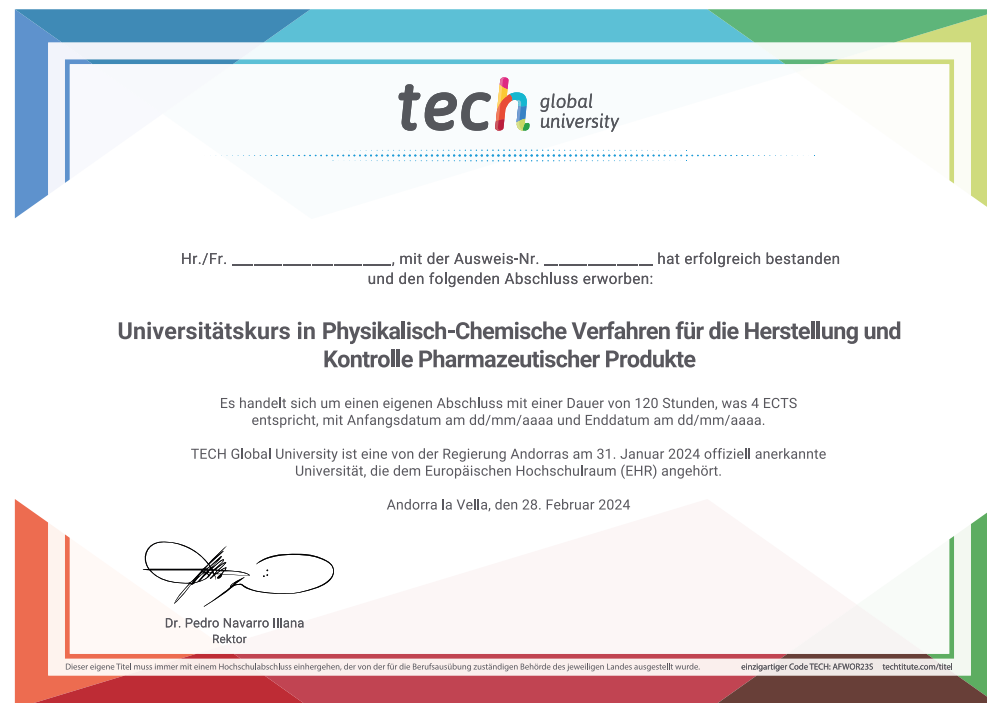 tech global university
Hr./Fr. ______________________, mit der Ausweis-Nr. _______________ hat erfolgreich bestanden
und den folgenden Abschluss erworben:
Universitätskurs in Physikalisch-Chemische Verfahren für die Herstellung und
Kontrolle Pharmazeutischer Produkte
Es handelt sich um einen eigenen Abschluss mit einer Dauer von 120 Stunden, was 4 ECTS
entspricht, mit Anfangsdatum am dd/mm/aaaa und Enddatum am dd/mm/aaaa.
TECH Global University ist eine von der Regierung Andorras am 31. Januar 2024 offiziell anerkannte
Universität, die dem Europäischen Hochschulraum (EHR) angehört.
Andorra la Vella, den 28. Februar 2024
Dr. Pedro Navarro Illana
Rektor
Dieser eigene Titel muss immer mit einem Hochschulabschluss einhergehen, der von der für die Berufsausübung zuständigen Behörde des jeweiligen Landes ausgestellt wurde. einzigartiger Code TECH: AFWOR23S techtitute.com/titel